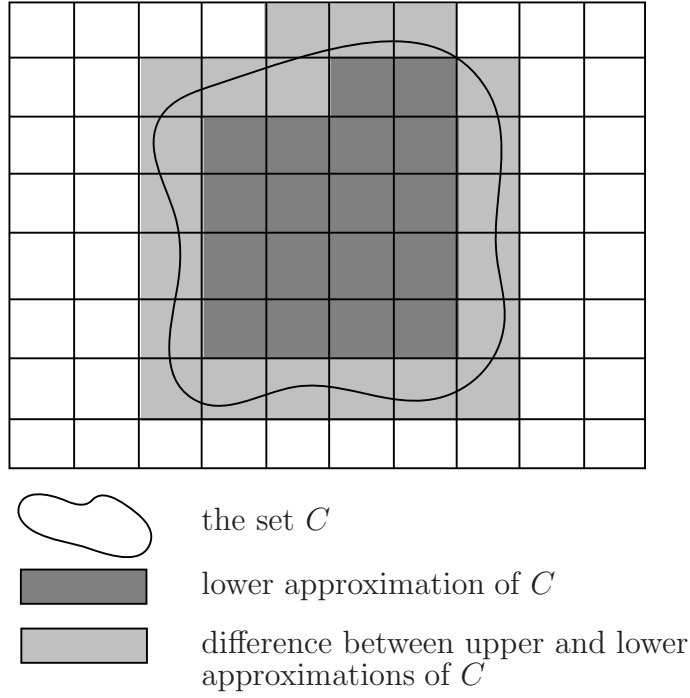 the set C
lower approximation of C
difference between upper and lower
approximations of C